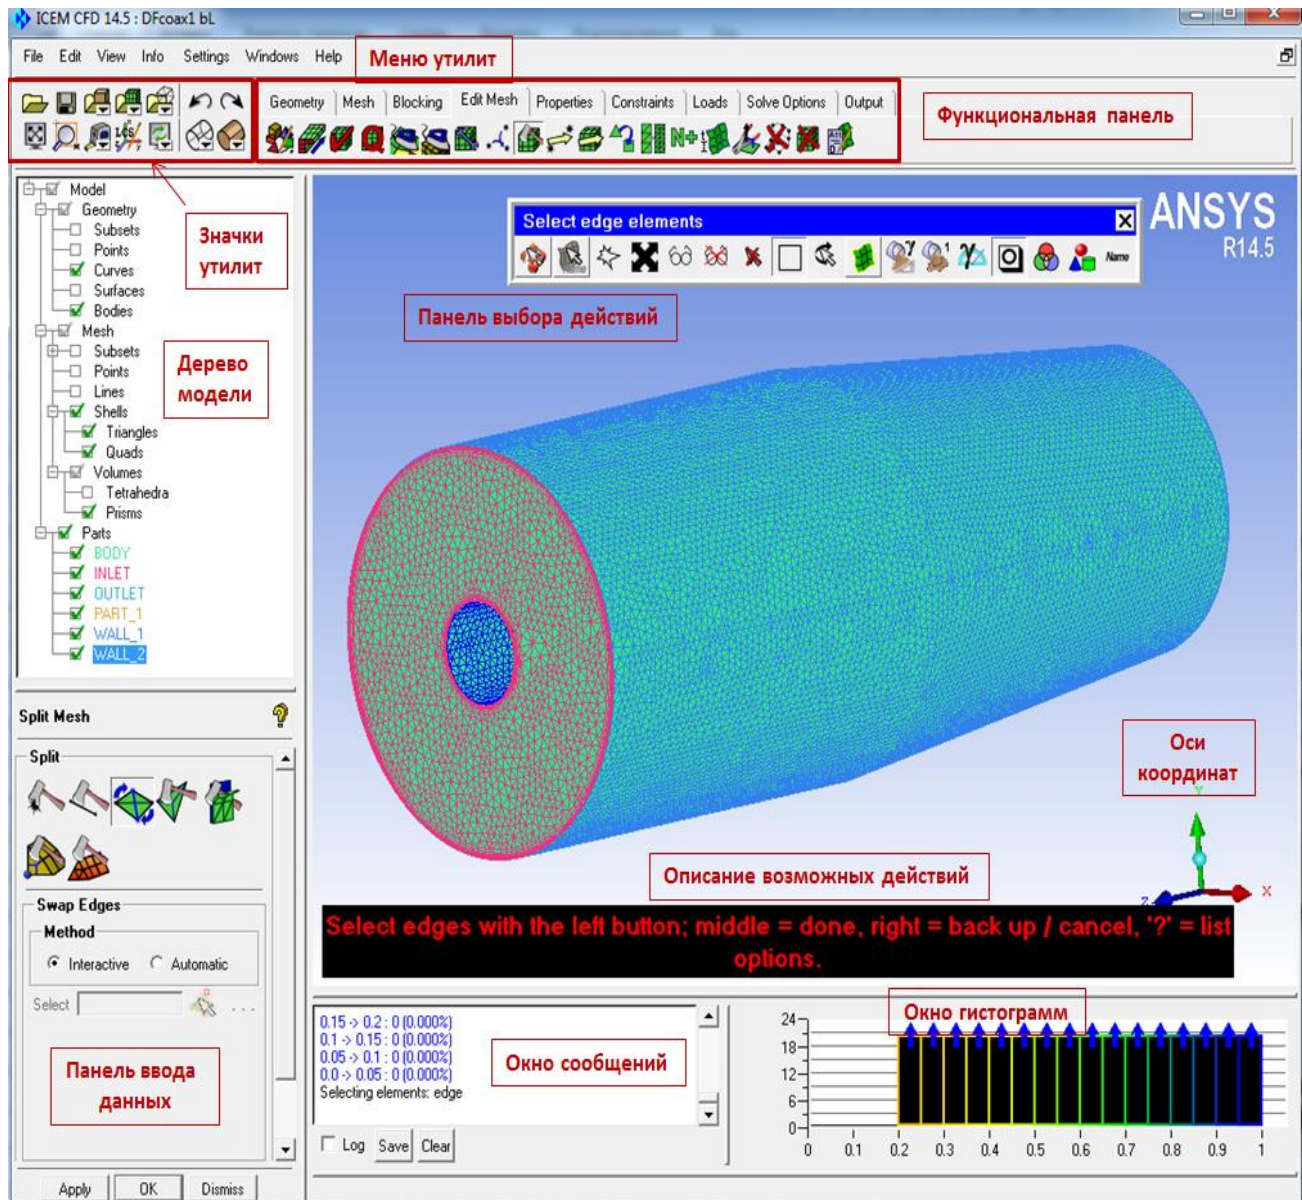 ICEM CFD 14.5 : DFcoax1 bL
File Edit View Info Settings Windows Help
Меню утилит
Geometry Mesh Blocking Edit Mesh Properties Constraints Loads Solve Options Output
Функциональная панель
Значки
утилит
Model
Geometry
Subsets
Points
Curves
Surfaces
Bodies
Mesh
Subsets
Points
Lines
Shells
Triangles
Quads
Volumes
Tetrahedra
Prisms
Parts
BODY
INLET
OUTLET
PART_1
WALL_1
WALL_2
Дерево
модели
Select edge elements
Name
ANSYS
R14.5
Панель выбора действий
Split Mesh
Split
Swap Edges
Method
Interactive Automatic
Select
Панель ввода
данных
Apply OK Dismiss
Оси
координат
Y
X
Z
Описание возможных действий
Select edges with the left button; middle = done, right = back up / cancel, '?' = list
options.
0.15 -> 0.2 : 0 (0.000%)
0.1 -> 0.15 : 0 (0.000%)
0.05 -> 0.1 : 0 (0.000%)
0.0 -> 0.05 : 0 (0.000%)
Selecting elements: edge
Окно сообщений
Log Save Clear
Окно гистограмм
24
18
12
6
0
0 0.1 0.2 0.3 0.4 0.5 0.6 0.7 0.8 0.9 1